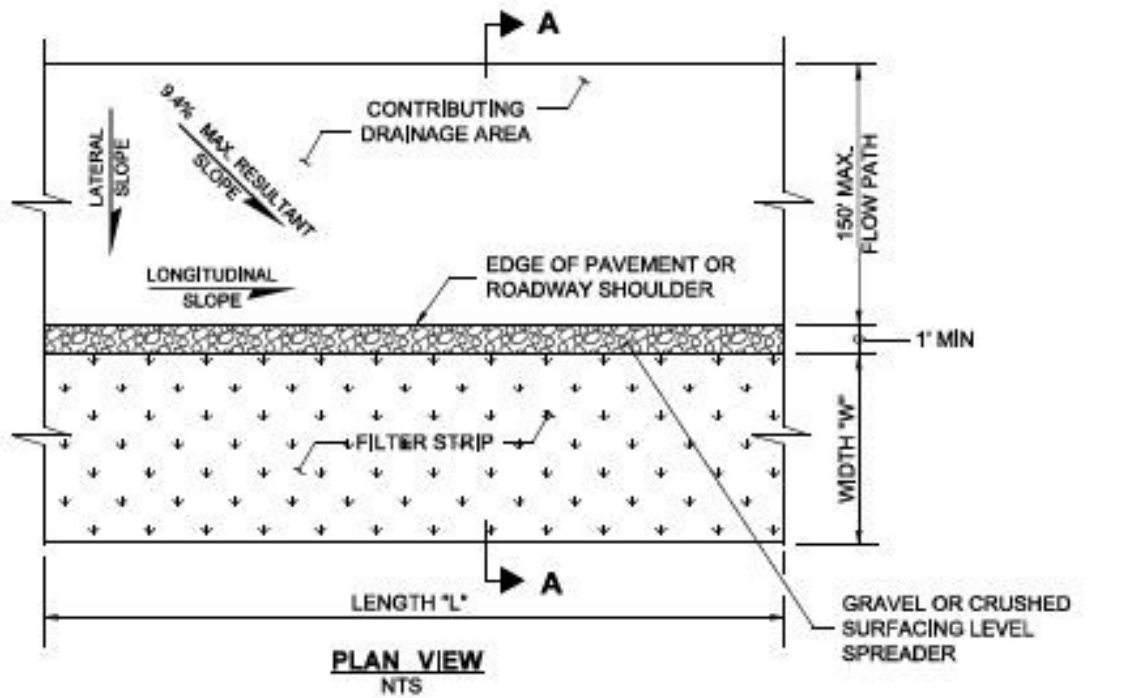 A
9.4% MAX. RESULTANT
SLOPE
CONTRIBUTING
DRAINAGE AREA
LATERAL
SLOPE
150' MAX.
FLOW PATH
LONGITUDINAL
SLOPE
EDGE OF PAVEMENT OR
ROADWAY SHOULDER
1' MIN
FILTER STRIP
WIDTH "W"
A
LENGTH "L"
GRAVEL OR CRUSHED
SURFACING LEVEL
SPREADER
PLAN VIEW
NTS